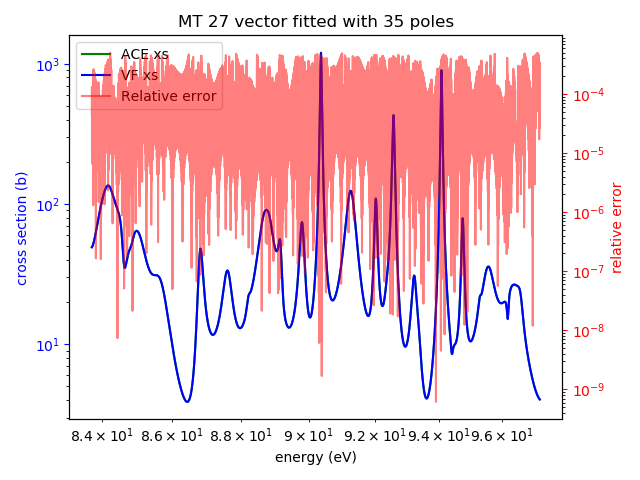 MT 27 vector fitted with 35 poles
ACE xs
VF xs
Relative error
cross section (b)
10³
10²
10¹
relative error
10⁻⁴
10⁻⁵
10⁻⁶
10⁻⁷
10⁻⁸
10⁻⁹
8.4 × 10¹ 8.6 × 10¹ 8.8 × 10¹ 9 × 10¹ 9.2 × 10¹ 9.4 × 10¹ 9.6 × 10¹
energy (eV)